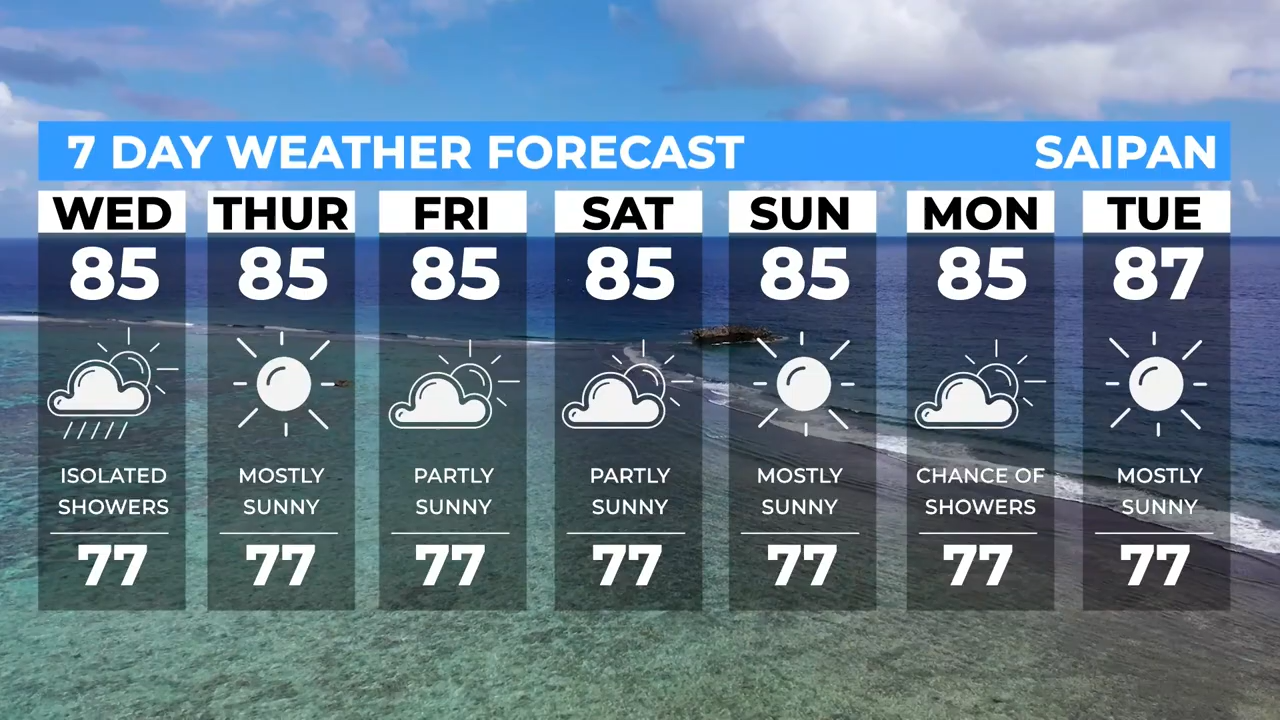 7 DAY WEATHER FORECAST SAIPAN
WED THUR FRI SAT SUN MON TUE
85 85 85 85 85 85 87
ISOLATED SHOWERS
MOSTLY SUNNY
PARTLY SUNNY
PARTLY SUNNY
MOSTLY SUNNY
CHANCE OF SHOWERS
MOSTLY SUNNY
77 77 77 77 77 77 77